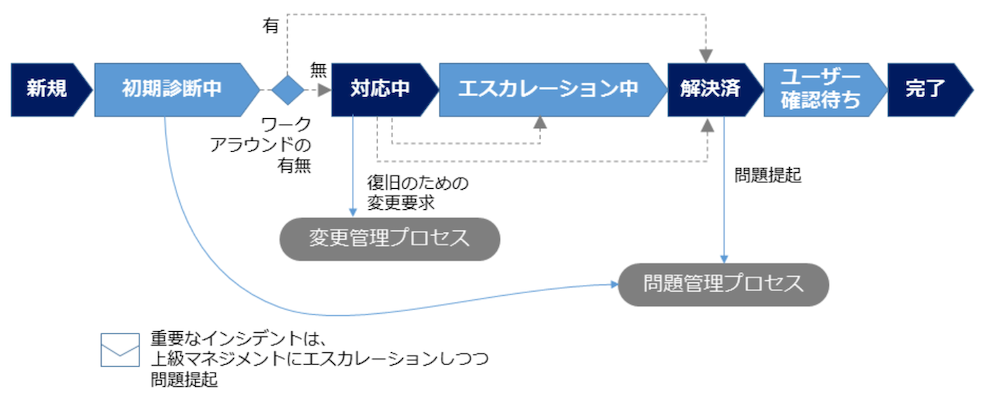 有
無
新規
初期診断中
対応中
エスカレーション中
解決済
ユーザー
確認待ち
完了
ワーク
アラウンドの
有無
復旧のための
変更要求
問題提起
変更管理プロセス
問題管理プロセス
重要なインシデントは、
上級マネジメントにエスカレーションしつつ
問題提起